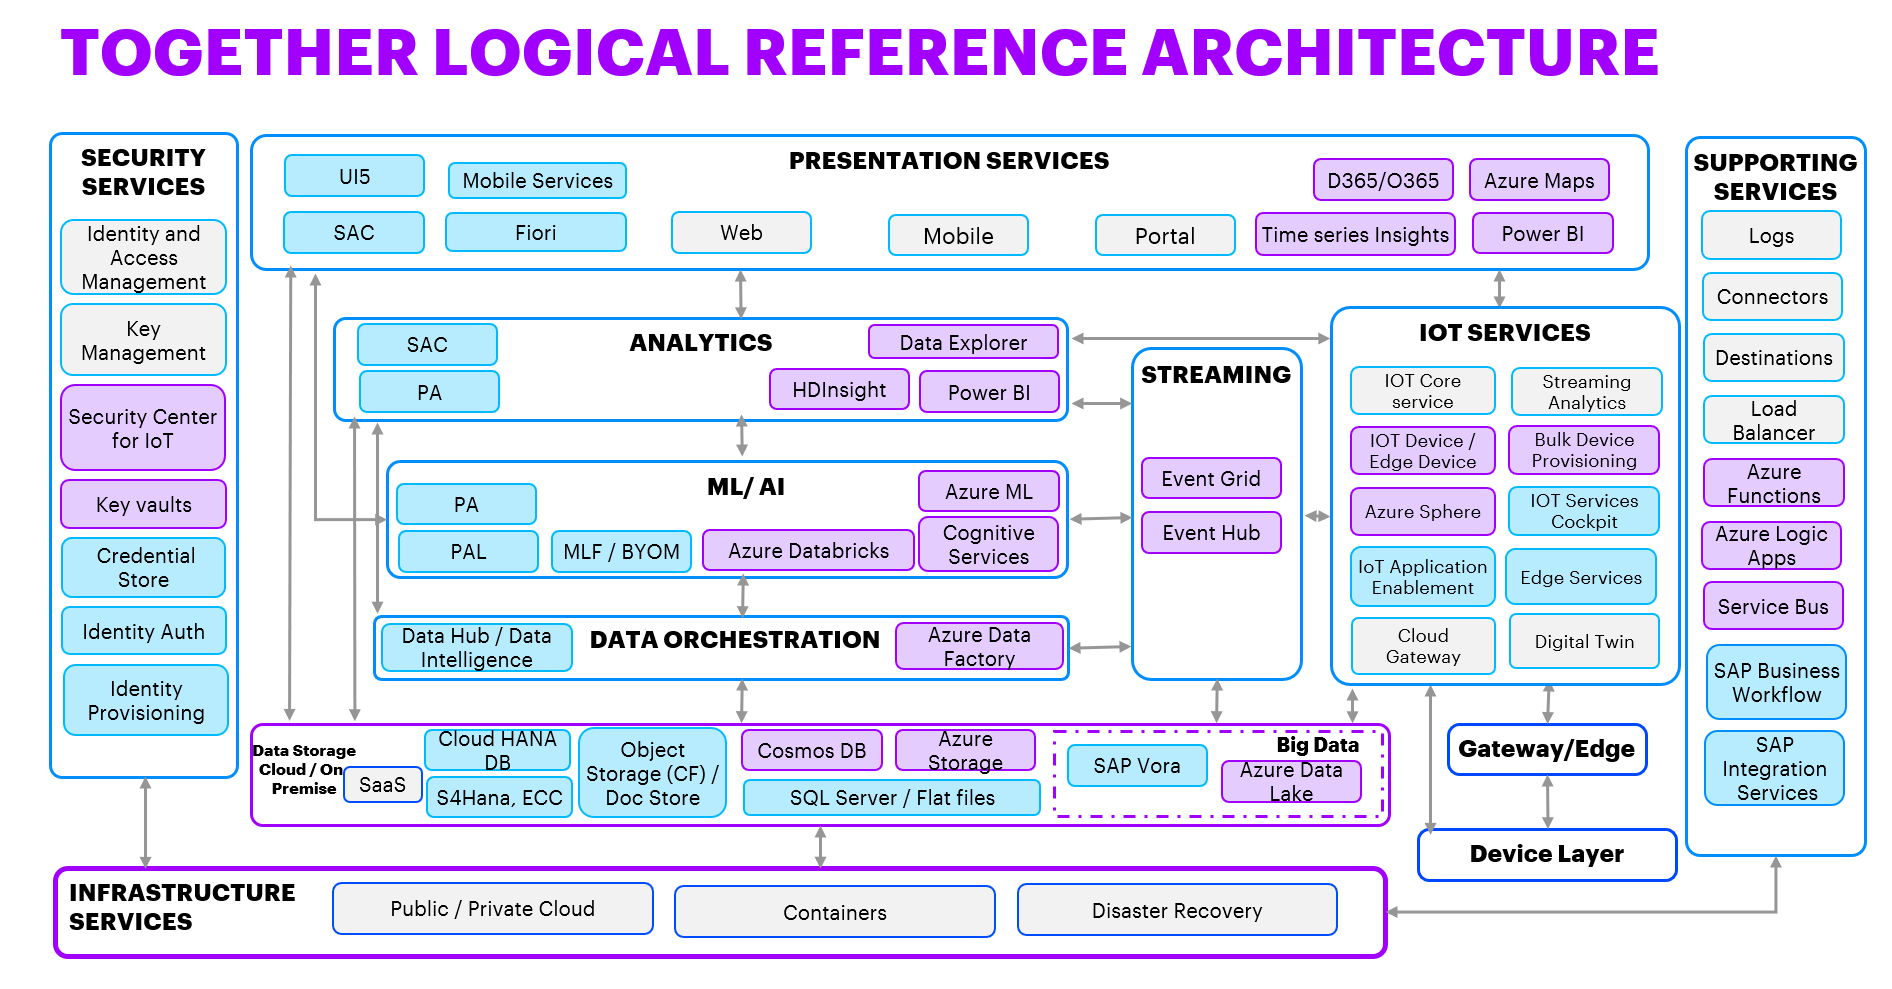 TOGETHER LOGICAL REFERENCE ARCHITECTURE
SECURITY
SERVICES
Identity and
Access
Management
Key
Management
Security Center
for IoT
Key vaults
Credential
Store
Identity Auth
Identity
Provisioning
PRESENTATION SERVICES
UI5
Mobile Services
D365/O365
Azure Maps
SAC
Fiori
Web
Mobile
Portal
Time series Insights
Power BI
ANALYTICS
SAC
Data Explorer
PA
HDInsight
Power BI
ML/ AI
PA
Azure ML
PAL
MLF / BYOM
Azure Databricks
Cognitive
Services
DATA ORCHESTRATION
Data Hub / Data
Intelligence
Azure Data
Factory
STREAMING
Event Grid
Event Hub
IOT SERVICES
IOT Core
service
Streaming
Analytics
IOT Device /
Edge Device
Bulk Device
Provisioning
Azure Sphere
IOT Services
Cockpit
IoT Application
Enablement
Edge Services
Cloud
Gateway
Digital Twin
Data Storage
Cloud / On
Premise
SaaS
Cloud HANA
DB
S4Hana, ECC
Object
Storage (CF) /
Doc Store
Cosmos DB
Azure
Storage
SQL Server / Flat files
Big Data
SAP Vora
Azure Data
Lake
Gateway/Edge
Device Layer
SUPPORTING
SERVICES
Logs
Connectors
Destinations
Load
Balancer
Azure
Functions
Azure Logic
Apps
Service Bus
SAP Business
Workflow
SAP
Integration
Services
INFRASTRUCTURE
SERVICES
Public / Private Cloud
Containers
Disaster Recovery